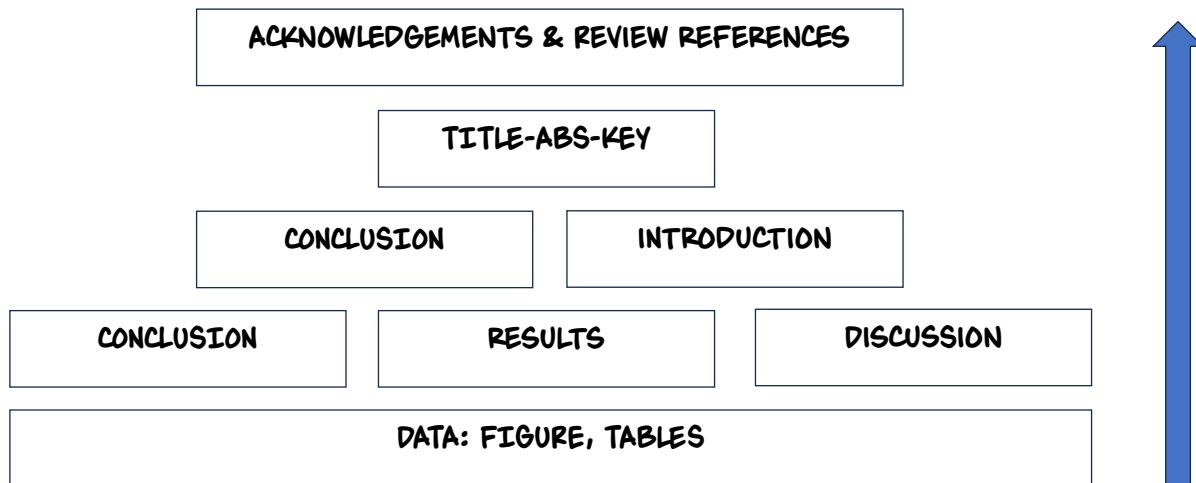 ACKNOWLEDGEMENTS & REVIEW REFERENCES
TITLE-ABS-KEY
CONCLUSION
INTRODUCTION
CONCLUSION
RESULTS
DISCUSSION
DATA: FIGURE, TABLES